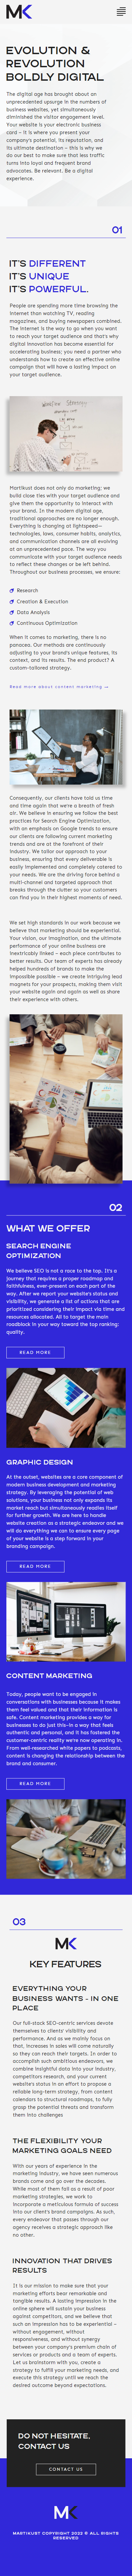 MK
EVOLUTION &
REVOLUTION
BOLDLY DIGITAL
The digital age has brought about an
unprecedented upsurge in the numbers of
business websites, yet simultaneously
diminished the visitor engagement level.
Your website is your electronic business
card – it is where you present your
company's potential, its reputation, and
its ultimate destination – this is why we
do not aim to boost its traffic; it is traffic
turns into loyal and frequent brand
advocates. Be relevant. Be a digital
experience.
01
IT'S DIFFERENT
IT'S UNIQUE
IT'S POWERFUL.
People are spending more time browsing the
Internet than watching TV, reading
magazines, and buying newspapers combined.
The Internet is the way to go when you want
to promote your target audience. That's why
digital innovation has become essential for
accelerating business; you need a partner who
understands how to create an effective online
campaign that will make a lasting impact on
your target audience.
Martikust does not only do marketing; we
build close ties with your target audience and
give them the opportunity to interact with
your brand. In the modern digital age,
traditional approaches are no longer enough.
Everything is changing at lightspeed—
technologies, laws, consumer habits, analytics,
and communication channels are all evolving
at an unprecedented pace. The way you
communicate with your target audience needs
to reflect these changes or be left behind.
Throughout our business processes, we ensure:
Research
Creation & Execution
Data Analysis
Continuous Optimization
When it comes to marketing, there is no
panacea. Our methods are continuously
adjusting to your brand's unique features, its
context, and its results. The end product? A
custom-tailored strategy.
Read more about content marketing
Consequently, our clients have told us time
and time again that we're a breath of fresh
air. We believe in ensuring we follow the best
practices for Search Engine Optimization,
with an emphasis on long-tail trends so that
our clients are following current marketing
trends and are at the forefront of their
industry. We tailor our approach to your
business, ensuring that every deliverable is
objectively implemented and completely based
on your needs. We are the driving force behind
a multi-channel and targeted approach that
takes the place of obsolete services and carries
you to find you in their highest moments of need.
We set high standards in our work because we
believe that marketing should be experiential.
Your vision, our imagination, and the ultimate
performance of your online business are
inextricably linked – each piece contributes to
better results. Our team of experts has already
helped hundreds of brands to make the
impossible possible – we create intriguing lead
magnets for your prospects, making them visit
your website again and again as well as share
their experience with others.
02
WHAT WE OFFER
SEARCH ENGINE
OPTIMIZATION
We believe SEO is not a race to the top. It's a
journey that requires a proper roadmap and
faithfulness, ever-present on each part of the
way. After we report your website's status and
visibility, we generate a list of actions that are
prioritized considering their impact via time and
resources allocated. All to target the main
roadblock in your way toward the top ranking:
quality.
READ MORE
GRAPHIC DESIGN
At the outset, websites are a core component of
modern business development and marketing
strategy. By leveraging the potential of web
solutions, your business not only expands its
market reach but simultaneously resales itself
for further growth. We are here to handle
website creation as a strategic endeavor and we
will do everything we can to ensure every page
of your website is a step forward in your
branding campaign.
READ MORE
CONTENT MARKETING
Today, people want to be engaged in
conversations with businesses because it makes
them feel valued and that their information is
safe. Content marketing provides a way for
businesses to do just this–in a way that feels
authentic and personal, and it has fostered the
customer-centric reality we're now operating in.
From well-researched white papers to podcasts,
content is changing the relationship between the
brand and consumer.
READ MORE
03
MK
KEY FEATURES
EVERYTHING YOUR
BUSINESS WANTS - IN ONE
PLACE
Our full-stack SEO-centric services devote
themselves to clients' visibility and
performance. And as we mainly focus on
that, increases in sales will come naturally
as they can reach their targets. In order to
accomplish such ambitious endeavors, we
combine insightful data into your industry,
competitors research, and your current
website's status in an effort to propose a
reliable long-term strategy, from content
calendars to structural roadmaps, to fully
grasp the potential threats and transform
them into challenges
THE FLEXIBILITY YOUR
MARKETING GOALS NEED
With our years of experience in the
marketing industry, we have seen numerous
brands come and go over the decades.
While most of them fall as a result of poor
marketing strategies, we work to
incorporate a meticulous formula of success
into our client's brand campaigns. As such,
every endeavor that passes through our
agency receives a strategic approach like
no other.
INNOVATION THAT DRIVES
RESULTS
It is our mission to make sure that your
marketing efforts bear remarkable and
tangible results. A lasting impression in the
online sphere will sustain your business
against competitors, and we believe that
such an impression has to be experiential –
without engagement, without
responsiveness, and without synergy
between your company's premium chain of
services or products and a team of experts.
Let us brainstorm with you, create a
strategy to fulfill your marketing needs, and
execute this strategy until we reach the
desired outcome beyond expectations.
DO NOT HESITATE,
CONTACT US
CONTACT US
MK
MARTIKUST COPYRIGHT 2022 © ALL RIGHTS
RESERVED